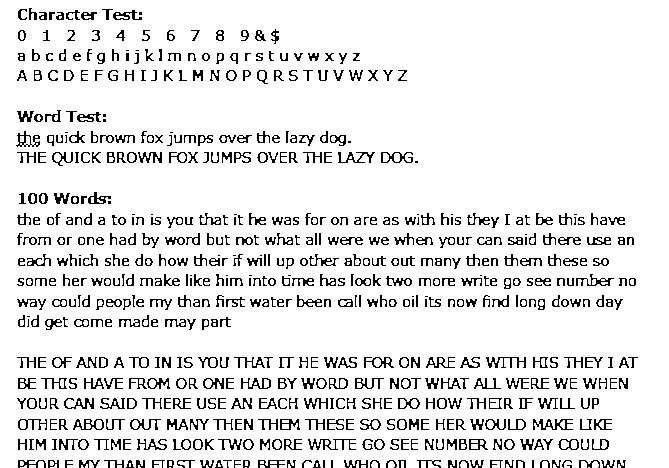 Character Test:
0 1 2 3 4 5 6 7 8 9 & $
a b c d e f g h i j k l m n o p q r s t u v w x y z
A B C D E F G H I J K L M N O P Q R S T U V W X Y Z
Word Test:
the quick brown fox jumps over the lazy dog.
THE QUICK BROWN FOX JUMPS OVER THE LAZY DOG.
100 Words:
the of and a to in is you that it he was for on are as with his they I at be this have
from or one had by word but not what all were we when your can said there use an
each which she do how their if will up other about out many then them these so
some her would make like him into time has look two more write go see number no
way could people my than first water been call who oil its now find long down day
did get come made may part
THE OF AND A TO IN IS YOU THAT IT HE WAS FOR ON ARE AS WITH HIS THEY I AT
BE THIS HAVE FROM OR ONE HAD BY WORD BUT NOT WHAT ALL WERE WE WHEN
YOUR CAN SAID THERE USE AN EACH WHICH SHE DO HOW THEIR IF WILL UP
OTHER ABOUT OUT MANY THEN THEM THESE SO SOME HER WOULD MAKE LIKE
HIM INTO TIME HAS LOOK TWO MORE WRITE GO SEE NUMBER NO WAY COULD
PEOPLE MY THAN FIRST WATER BEEN CALL WHO OIL ITS NOW FIND LONG DOWN